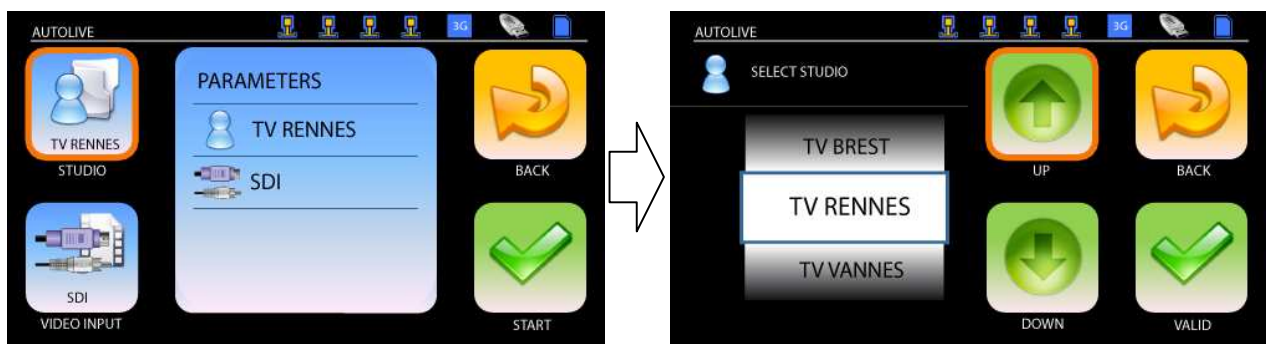 AUTOLIVE
3G
TV RENNES
STUDIO
SDI
VIDEO INPUT
PARAMETERS
TV RENNES
SDI
BACK
START
AUTOLIVE
3G
SELECT STUDIO
TV BREST
TV RENNES
TV VANNES
UP
BACK
DOWN
VALID